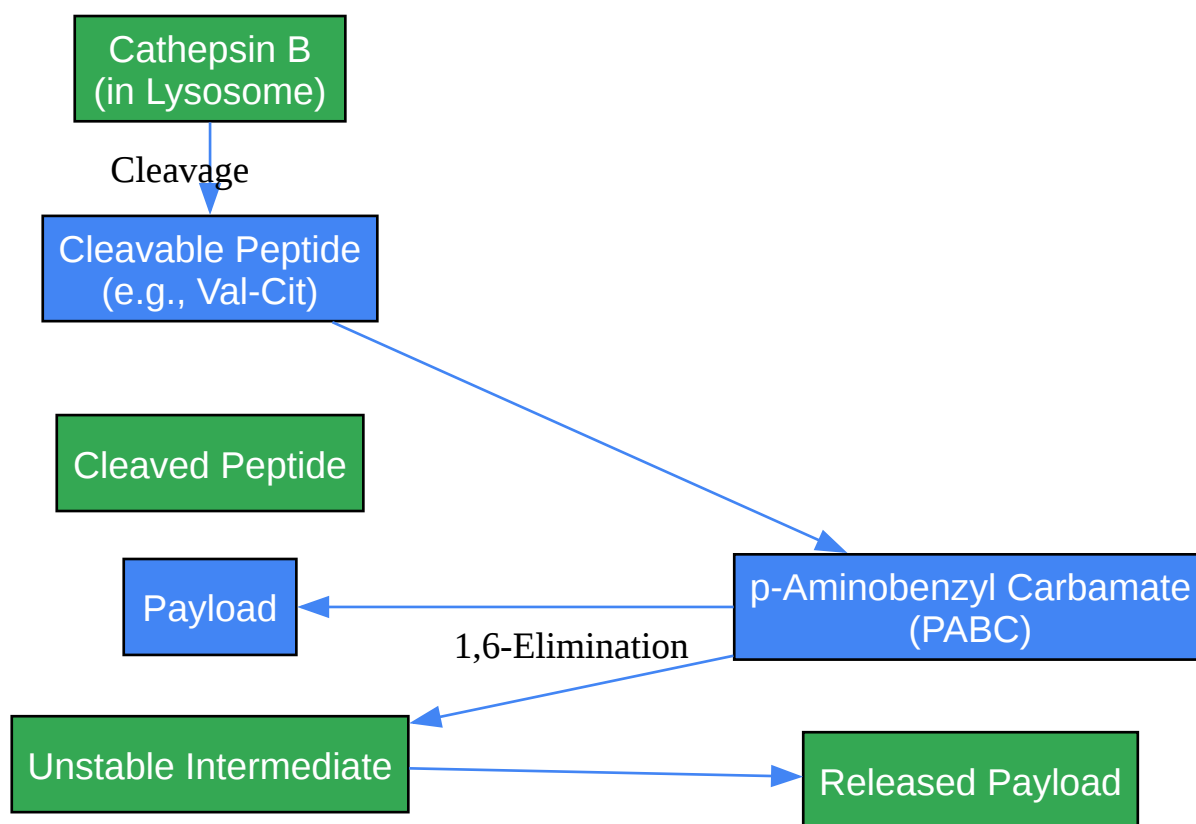 Cathepsin B
(in Lysosome)
Cleavage
Cleavable Peptide
(e.g., Val-Cit)
Cleaved Peptide
Payload
p-Aminobenzyl Carbamate
(PABC)
1,6-Elimination
Unstable Intermediate
Released Payload